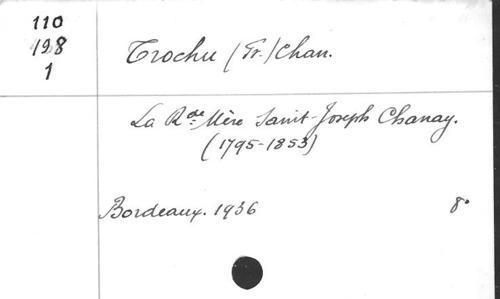 110
198
1
Trochu (Fr.) Chan.
La Rde Mère Saint-Joseph Chanay.
(1795-1853)
Bordeaux. 1936
8°